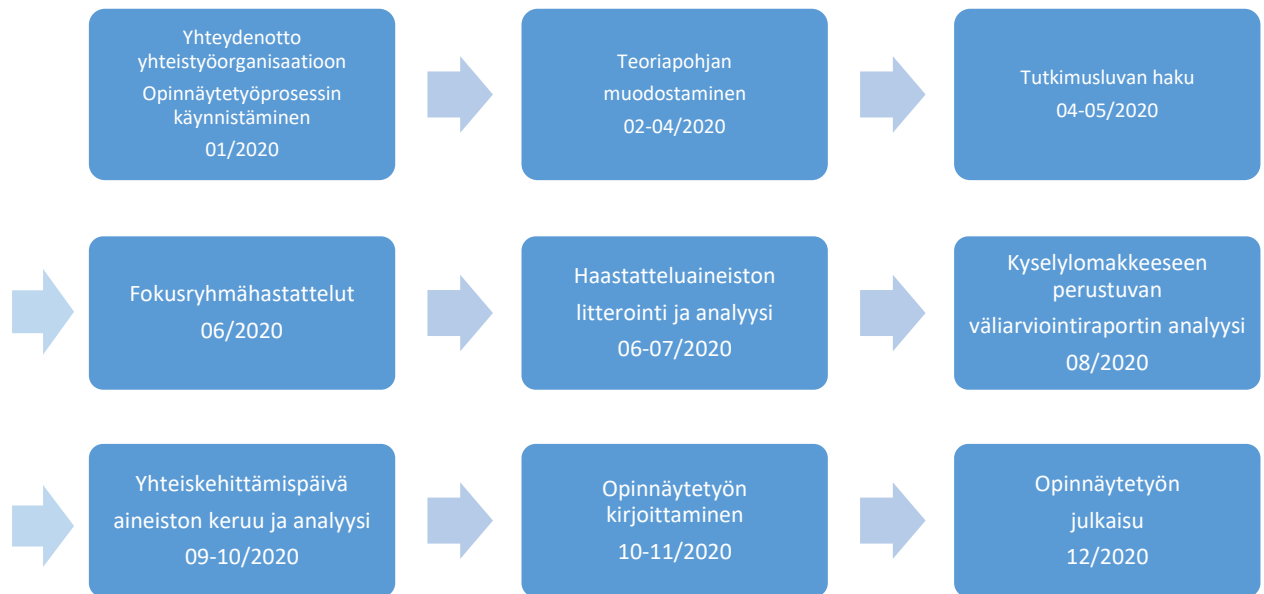 Yhteydenotto
yhteistyöorganisaatioon
Opinnäytetyöprosessin
käynnistäminen
01/2020
Teoriapohjan
muodostaminen
02-04/2020
Tutkimusluvan haku
04-05/2020
Fokusryhmähastattelut
06/2020
Haastatteluaineiston
litterointi ja analyysi
06-07/2020
Kyselylomakkeeseen
perustuvan
väliarviointiraportin analyysi
08/2020
Yhteiskehittämispäivä
aineiston keruu ja analyysi
09-10/2020
Opinnäytetyön
kirjoittaminen
10-11/2020
Opinnäytetyön
julkaisu
12/2020